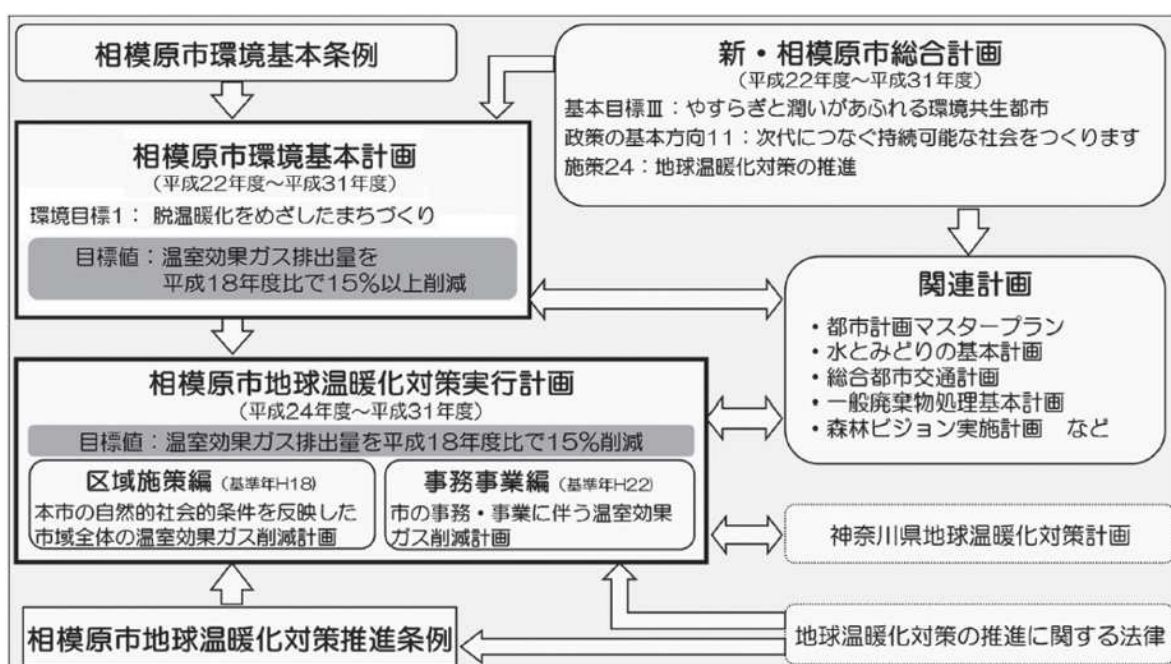 相模原市環境基本条例
新・相模原市総合計画
(平成22年度～平成31年度)
基本目標Ⅲ：やすらぎと潤いがあふれる環境共生都市
政策の基本方向11：次代につなぐ持続可能な社会をつくります
施策24：地球温暖化対策の推進
相模原市環境基本計画
(平成22年度～平成31年度)
環境目標1： 脱温暖化をめざしたまちづくり
目標値：温室効果ガス排出量を
平成18年度比で15%以上削減
関連計画
・都市計画マスタープラン
・水とみどりの基本計画
・総合都市交通計画
・一般廃棄物処理基本計画
・森林ビジョン実施計画 など
相模原市地球温暖化対策実行計画
(平成24年度～平成31年度)
目標値：温室効果ガス排出量を平成18年度比で15%削減
区域施策編 (基準年H18)
本市の自然的社会的条件を反映した
市域全体の温室効果ガス削減計画
事務事業編 (基準年H22)
市の事務・事業に伴う温室効果
ガス削減計画
神奈川県地球温暖化対策計画
相模原市地球温暖化対策推進条例
地球温暖化対策の推進に関する法律